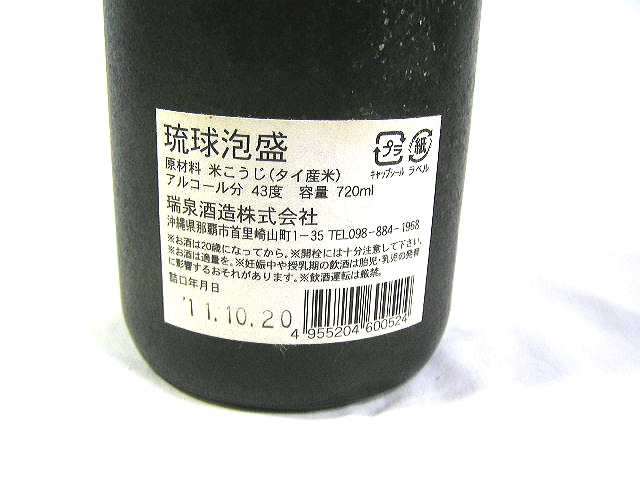 琉球泡盛
プラ 紙
キャップシール ラベル
原材料 米こうじ(タイ産米)
アルコール分 43度 容量 720ml
瑞泉酒造株式会社
沖縄県那覇市首里崎山町1-35 TEL098-884-1968
※お酒は20歳になってから。※開栓には十分注意して下さい。
※お酒は適量を。※妊娠中や授乳期の飲酒は胎児・乳児の発育
に影響するおそれがあります。※飲酒運転は厳禁。
詰口年月日
'11.10.20
4 955204 600524